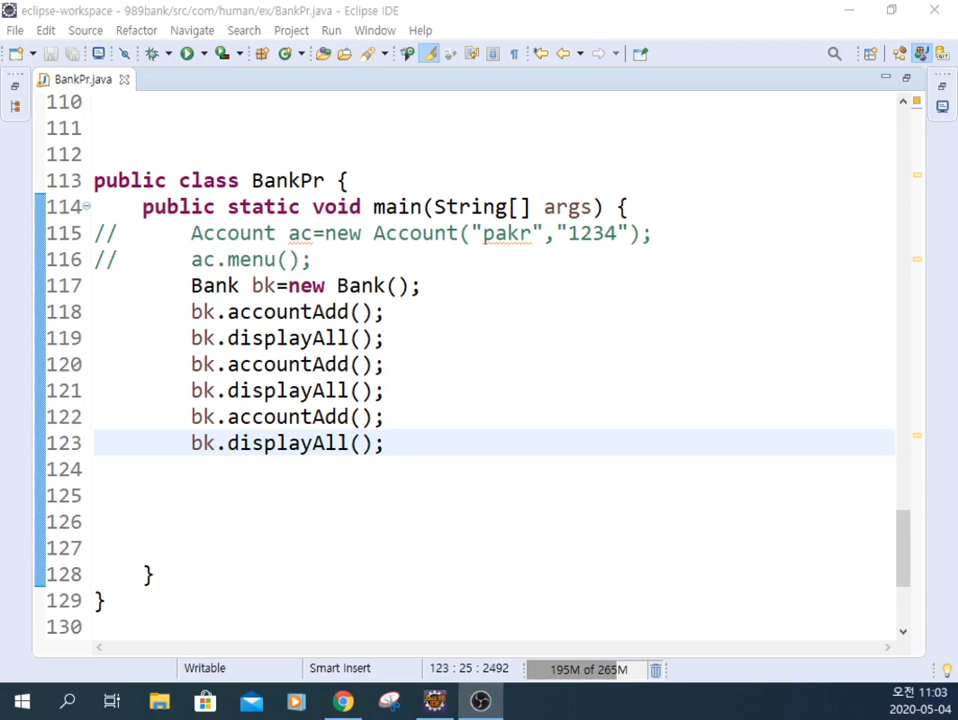 eclipse-workspace - 989bank/src/com/human/ex/BankPr.java - Eclipse IDE
File Edit Source Refactor Navigate Search Project Run Window Help
BankPr.java
110
111
112
113 public class BankPr {
114 public static void main(String[] args) {
115 // Account ac=new Account("pakr","1234");
116 // ac.menu();
117 Bank bk=new Bank();
118 bk.accountAdd();
119 bk.displayAll();
120 bk.accountAdd();
121 bk.displayAll();
122 bk.accountAdd();
123 bk.displayAll();
124
125
126
127
128 }
129 }
130
Writable Smart Insert 123 : 25 : 2492 195M of 265M
오전 11:03
2020-05-04